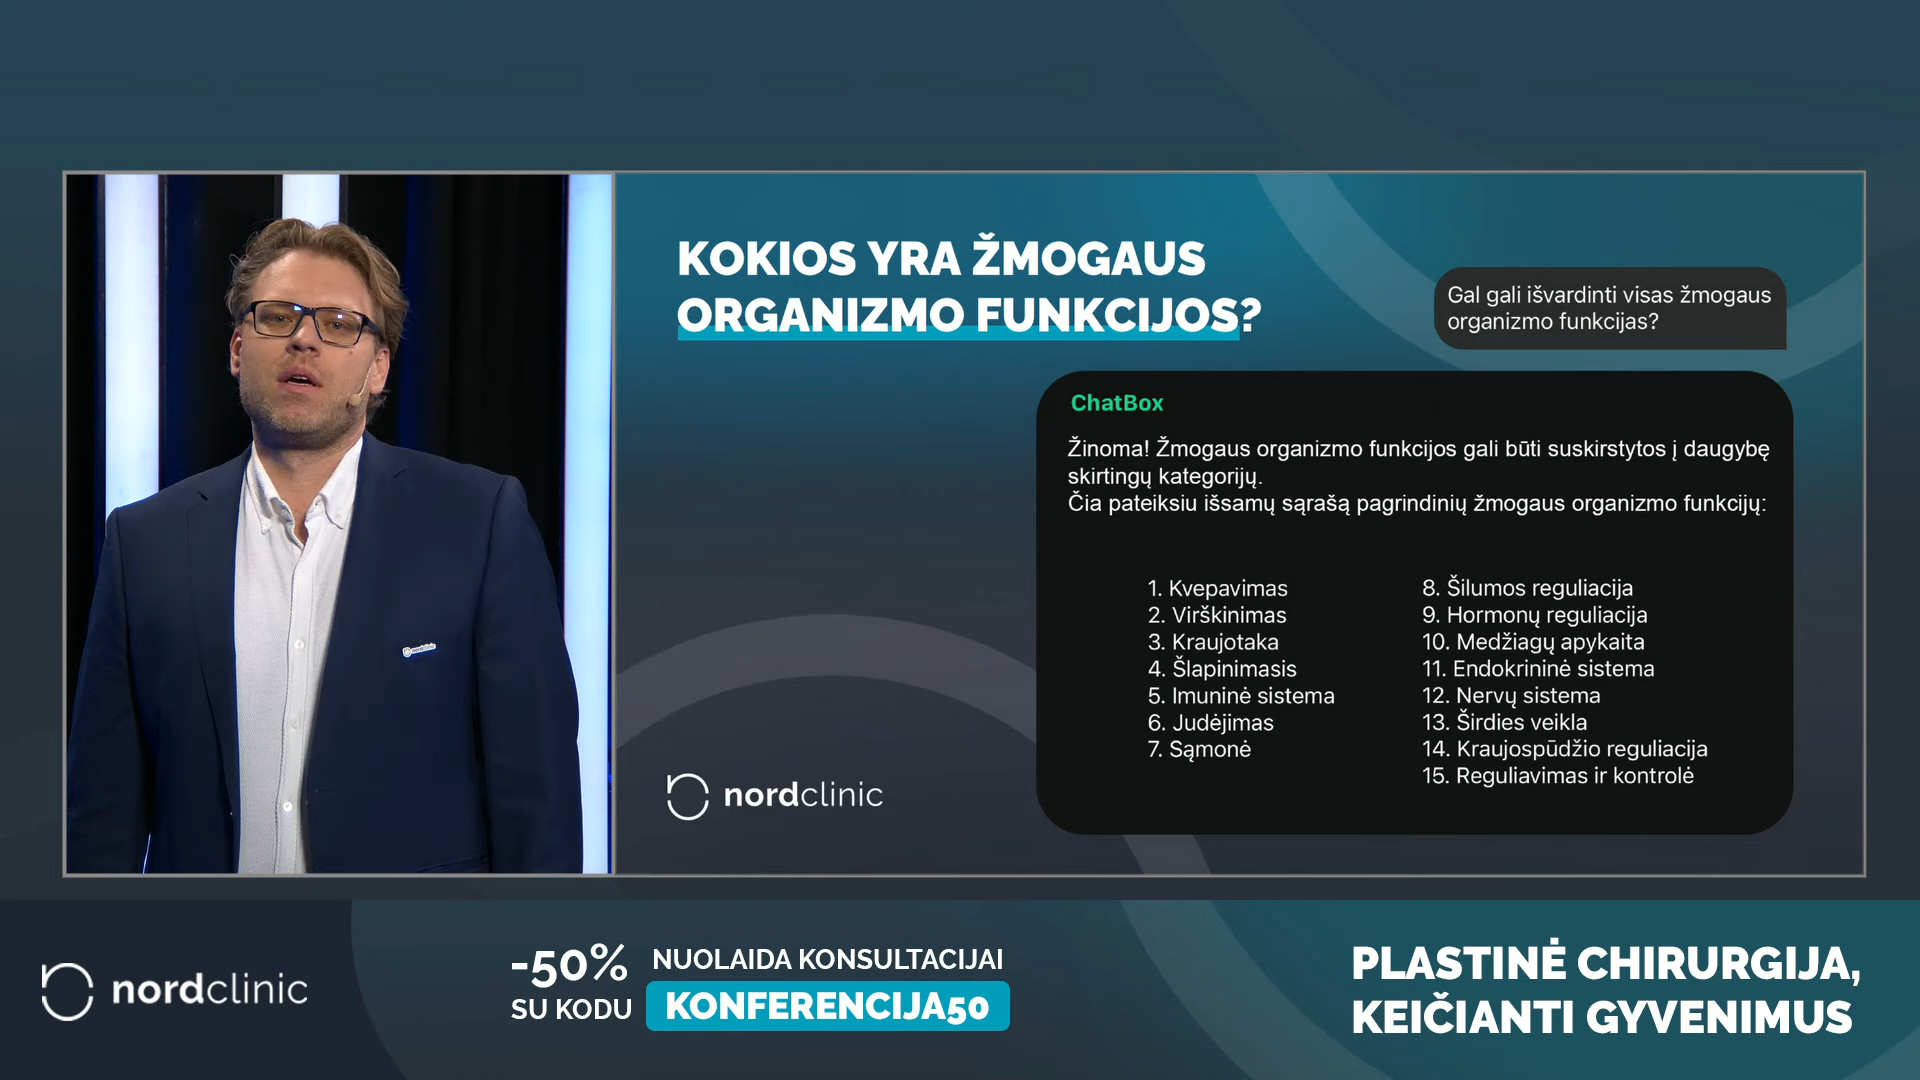 KOKIOS YRA ŽMOGAUS
ORGANIZMO FUNKCIJOS?
Gal gali išvardinti visas žmogaus
organizmo funkcijas?
ChatBox
Žinoma! Žmogaus organizmo funkcijos gali būti suskirstytos į daugybę
skirtingų kategorijų.
Čia pateiksiu išsamų sąrašą pagrindinių žmogaus organizmo funkcijų:
1. Kvepavimas
2. Virškinimas
3. Kraujotaka
4. Šlapinimasis
5. Imuninė sistema
6. Judėjimas
7. Sąmonė
8. Šilumos reguliacija
9. Hormonų reguliacija
10. Medžiagų apykaita
11. Endokrininė sistema
12. Nervų sistema
13. Širdies veikla
14. Kraujospūdžio reguliacija
15. Reguliavimas ir kontrolė
nordclinic
nordclinic
nordclinic
-50% NUOLAIDA KONSULTACIJAI
SU KODU KONFERENCIJA50
PLASTINĖ CHIRURGIJA,
KEIČIANTI GYVENIMUS